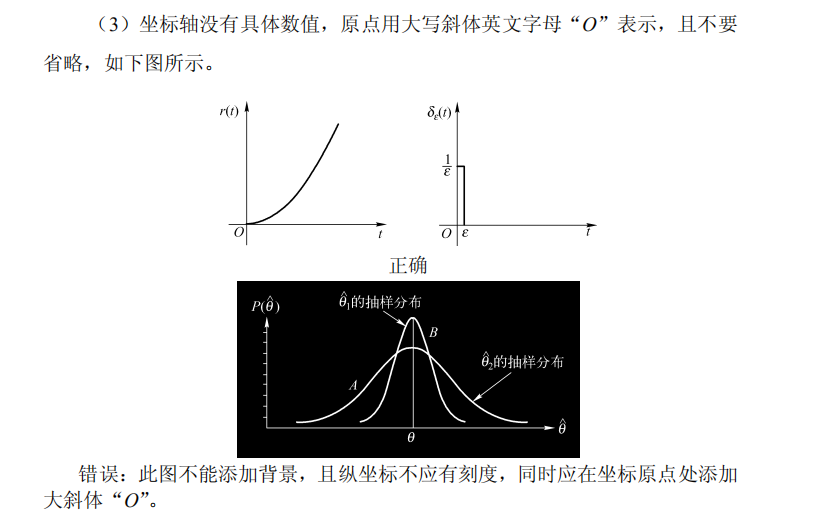 （3）坐标轴没有具体数值，原点用大写斜体英文字母“O”表示，且不要
省略，如下图所示。
r(t)
O
t
δε(t)
1/ε
O
ε
t
正确
P(θ̂)
θ̂1的抽样分布
B
A
θ̂2的抽样分布
θ
θ̂
错误：此图不能添加背景，且纵坐标不应有刻度，同时应在坐标原点处添加
大斜体“O”。